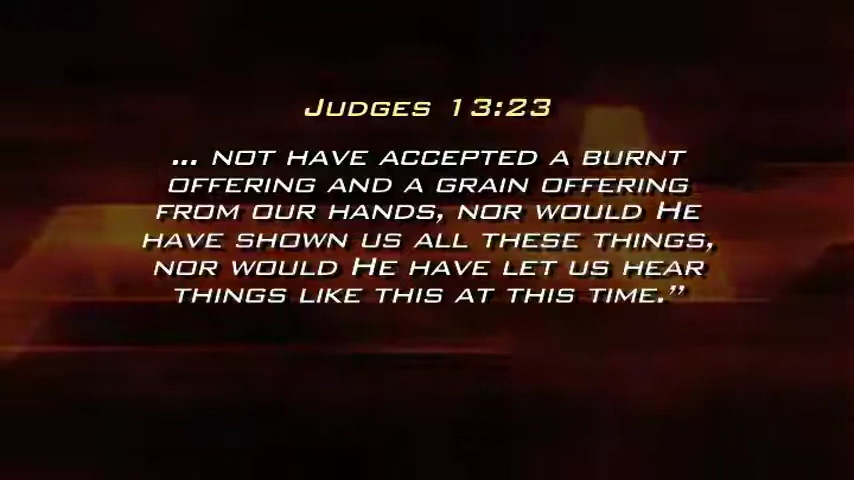 Judges 13:23
... not have accepted a burnt
offering and a grain offering
from our hands, nor would He
have shown us all these things,
nor would He have let us hear
things like this at this time.”